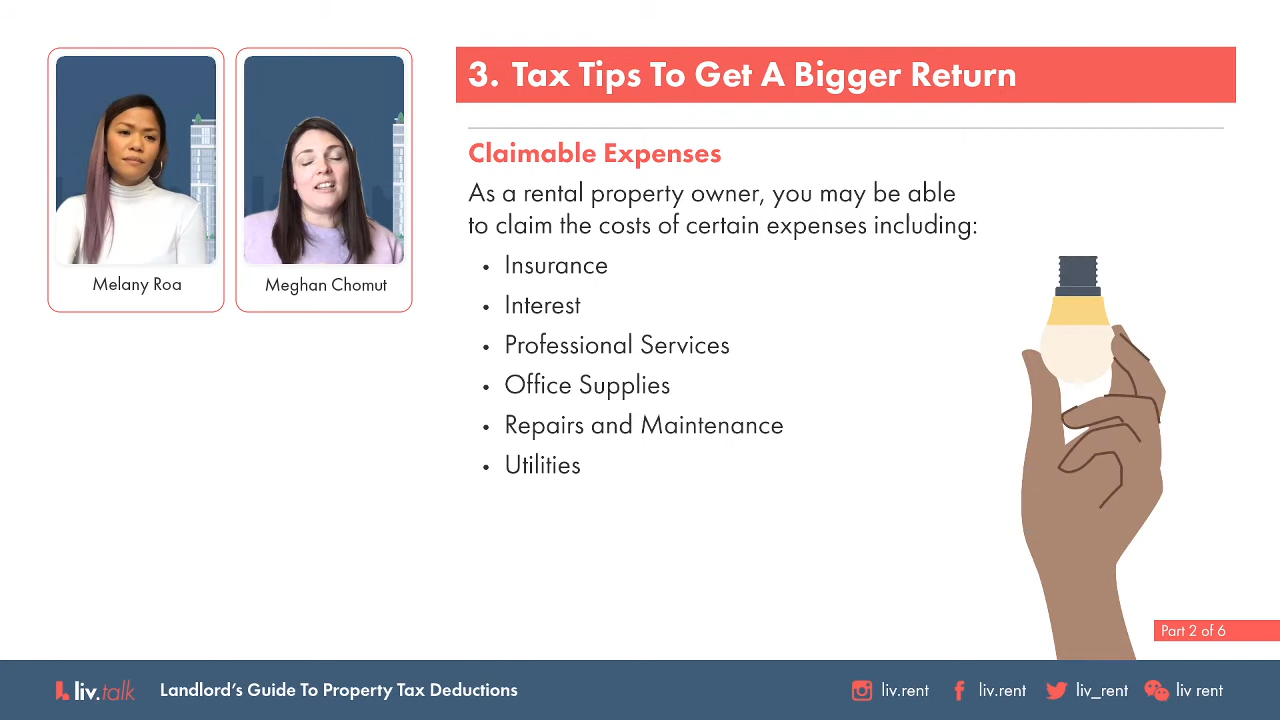 Melany Roa
Meghan Chomut
3. Tax Tips To Get A Bigger Return
Claimable Expenses
As a rental property owner, you may be able
to claim the costs of certain expenses including:
• Insurance
• Interest
• Professional Services
• Office Supplies
• Repairs and Maintenance
• Utilities
Part 2 of 6
liv.talk
Landlord's Guide To Property Tax Deductions
liv.rent
liv.rent
liv_rent
liv rent